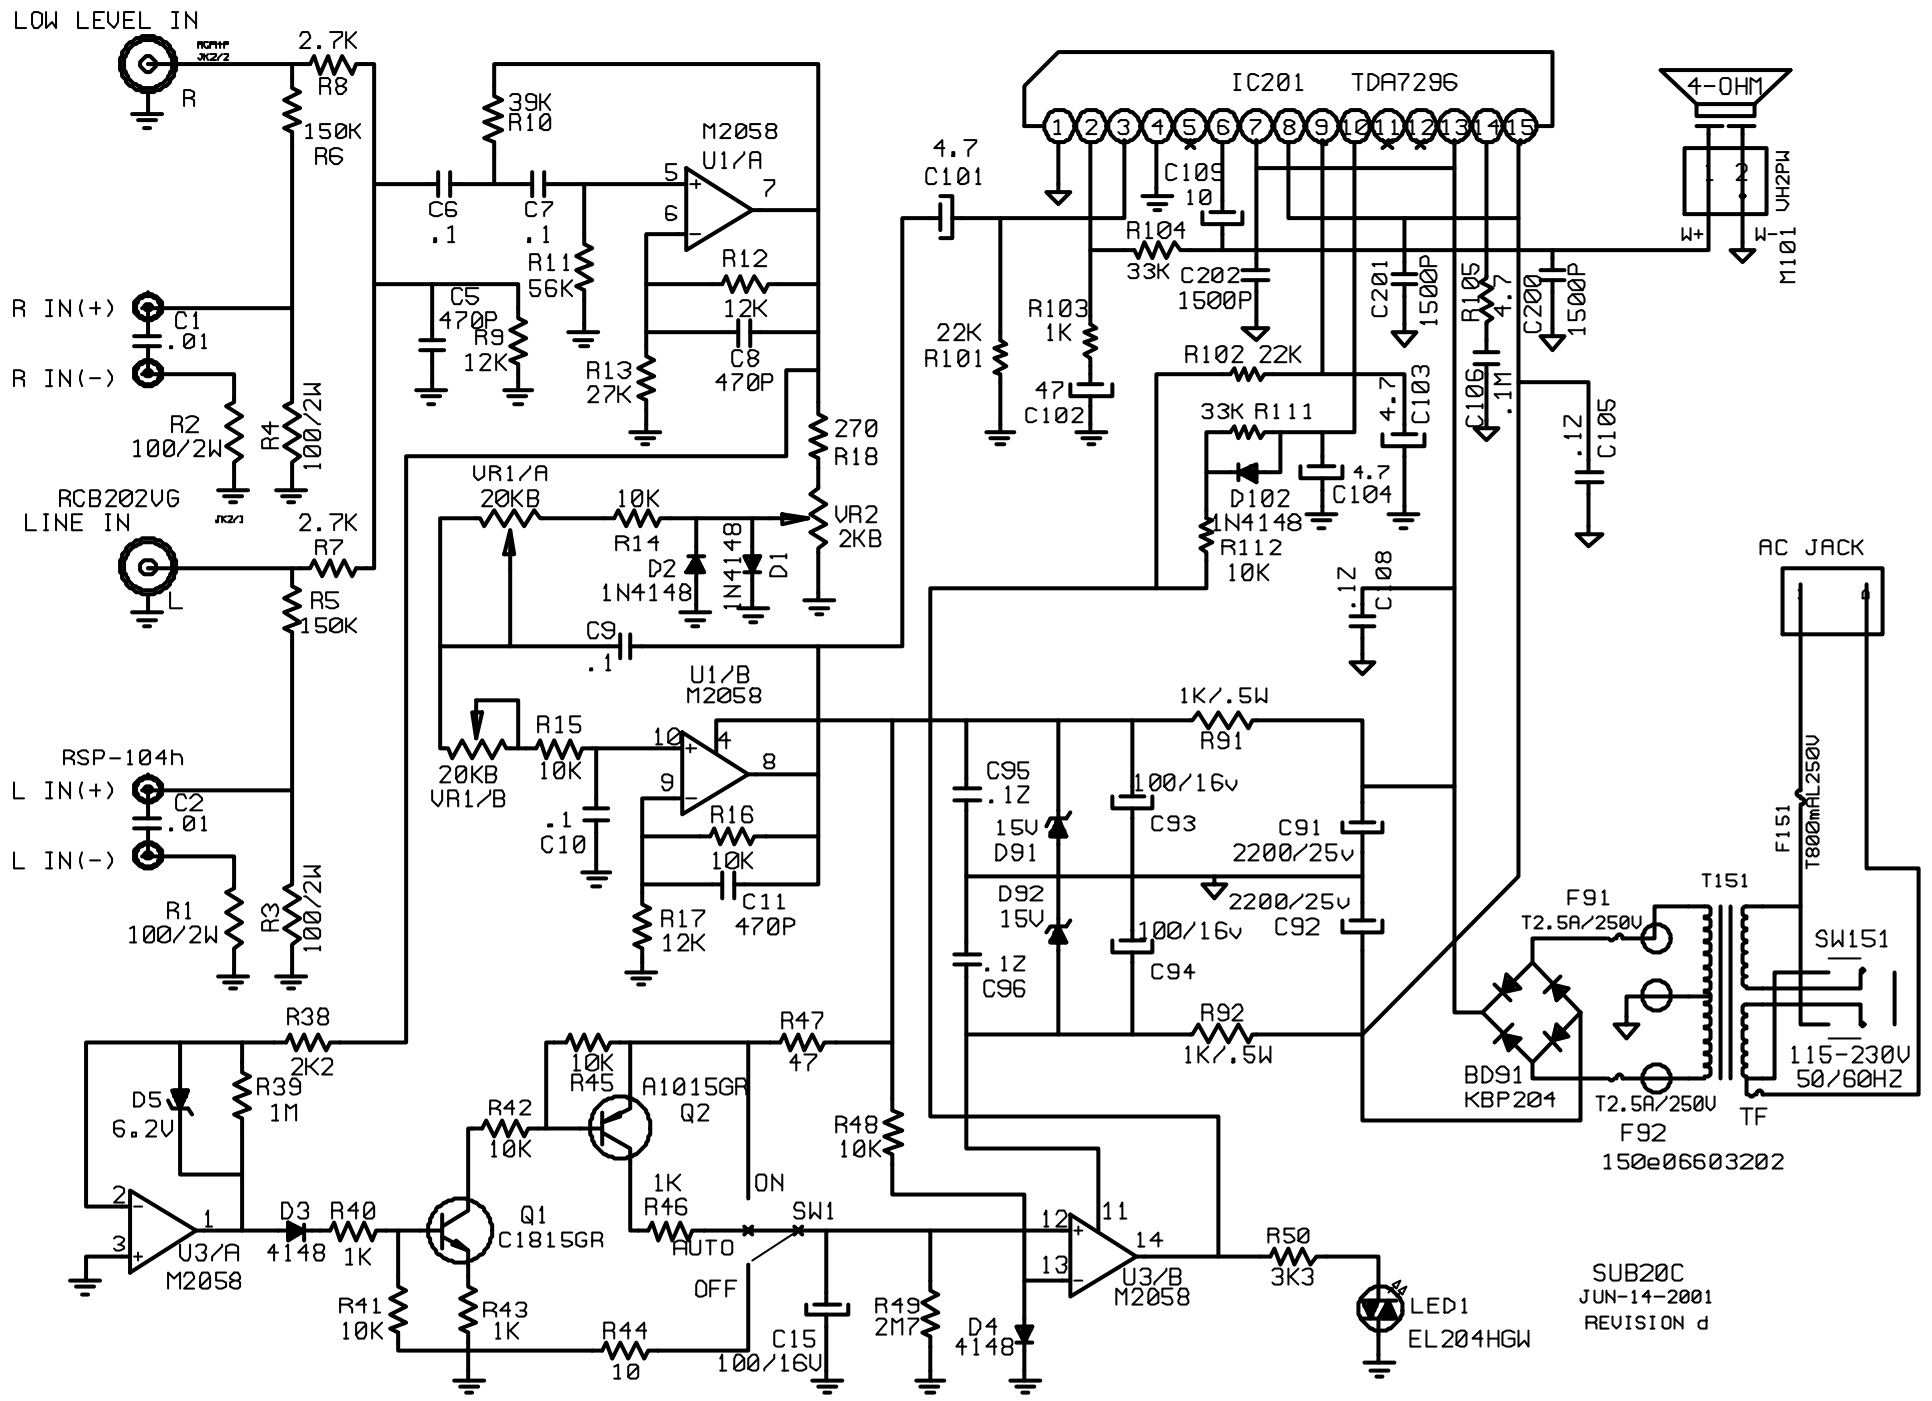 LOW LEVEL IN
R
2.7K
R8
150K
R6
39K
R10
M2058
U1/A
5
6
7
C6
.1
C7
.1
R11
56K
R12
12K
C8
470P
R13
27K
C5
470P
R9
12K
R IN(+)
C1
.01
R IN(-)
R2
100/2W
R4
100/2W
RCB202VG
LINE IN
L
2.7K
R7
R5
150K
270
R18
VR2
2KB
VR1/A
20KB
10K
R14
D2
1N4148
1N4148
D1
C9
.1
U1/B
M2058
10
4
9
8
R15
10K
20KB
VR1/B
.1
C10
R16
10K
C11
470P
R17
12K
RSP-104h
L IN(+)
C2
.01
L IN(-)
R1
100/2W
R3
100/2W
IC201 TDA7296
1 2 3 4 5 6 7 8 9 10 11 12 13 14 15
4-OHM
1 2
VH2PW
W+ W-
M101
4.7
C101
C109
10
R104
33K
C202
1500P
C201
1500P
R105
4.7
C200
1500P
22K
R101
R103
1K
47
C102
R102 22K
33K R111
4.7
C103
C106
.1M
.1Z
C105
D102
1N4148
4.7
C104
R112
10K
.1Z
C108
AC JACK
1K/.5W
R91
C95
.1Z
15V
D91
100/16v
C93
C91
2200/25v
D92
15V
2200/25v
C92
100/16v
C94
.1Z
C96
R92
1K/.5W
F151
T800mAL250V
F91
T2.5A/250V
T151
SW151
115-230V
50/60HZ
BD91
KBP204
T2.5A/250V
F92
TF
150e06603202
R38
2K2
R39
1M
D5
6.2V
2
3
1
U3/A
M2058
D3
4148
R40
1K
R41
10K
Q1
C1815GR
R43
1K
R42
10K
10K
R45
A1015GR
Q2
R47
47
1K
R46
AUTO
ON
OFF
SW1
R44
10
C15
100/16V
R48
10K
R49
2M7
D4
4148
12
13
11
14
U3/B
M2058
R50
3K3
LED1
EL204HGW
SUB20C
JUN-14-2001
REVISION d